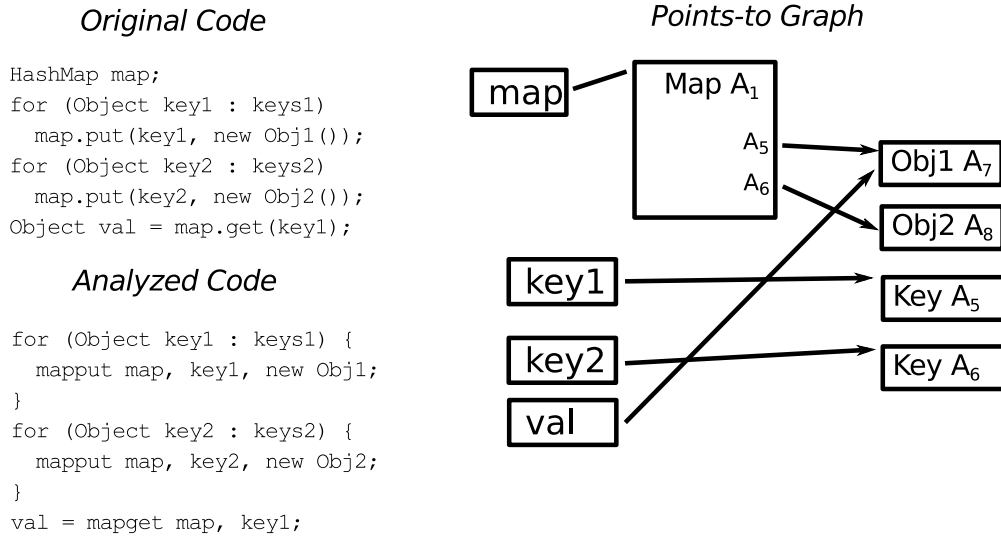 Original Code
HashMap map;
for (Object key1 : keys1)
  map.put(key1, new Obj1());
for (Object key2 : keys2)
  map.put(key2, new Obj2());
Object val = map.get(key1);
Analyzed Code
for (Object key1 : keys1) {
  mapput map, key1, new Obj1;
}
for (Object key2 : keys2) {
  mapput map, key2, new Obj2;
}
val = mapget map, key1;
Points-to Graph
map
Map A₁
A₅
A₆
Obj1 A₇
Obj2 A₈
key1
Key A₅
key2
Key A₆
val